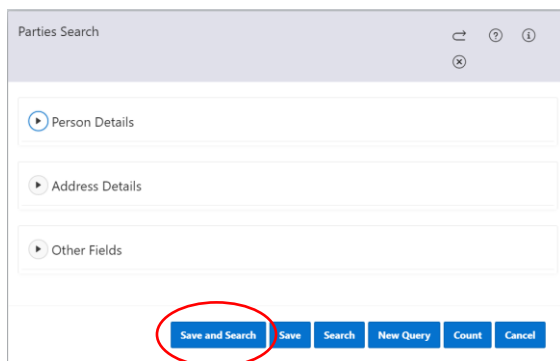 Parties Search
Person Details
Address Details
Other Fields
Save and Search Save Search New Query Count Cancel